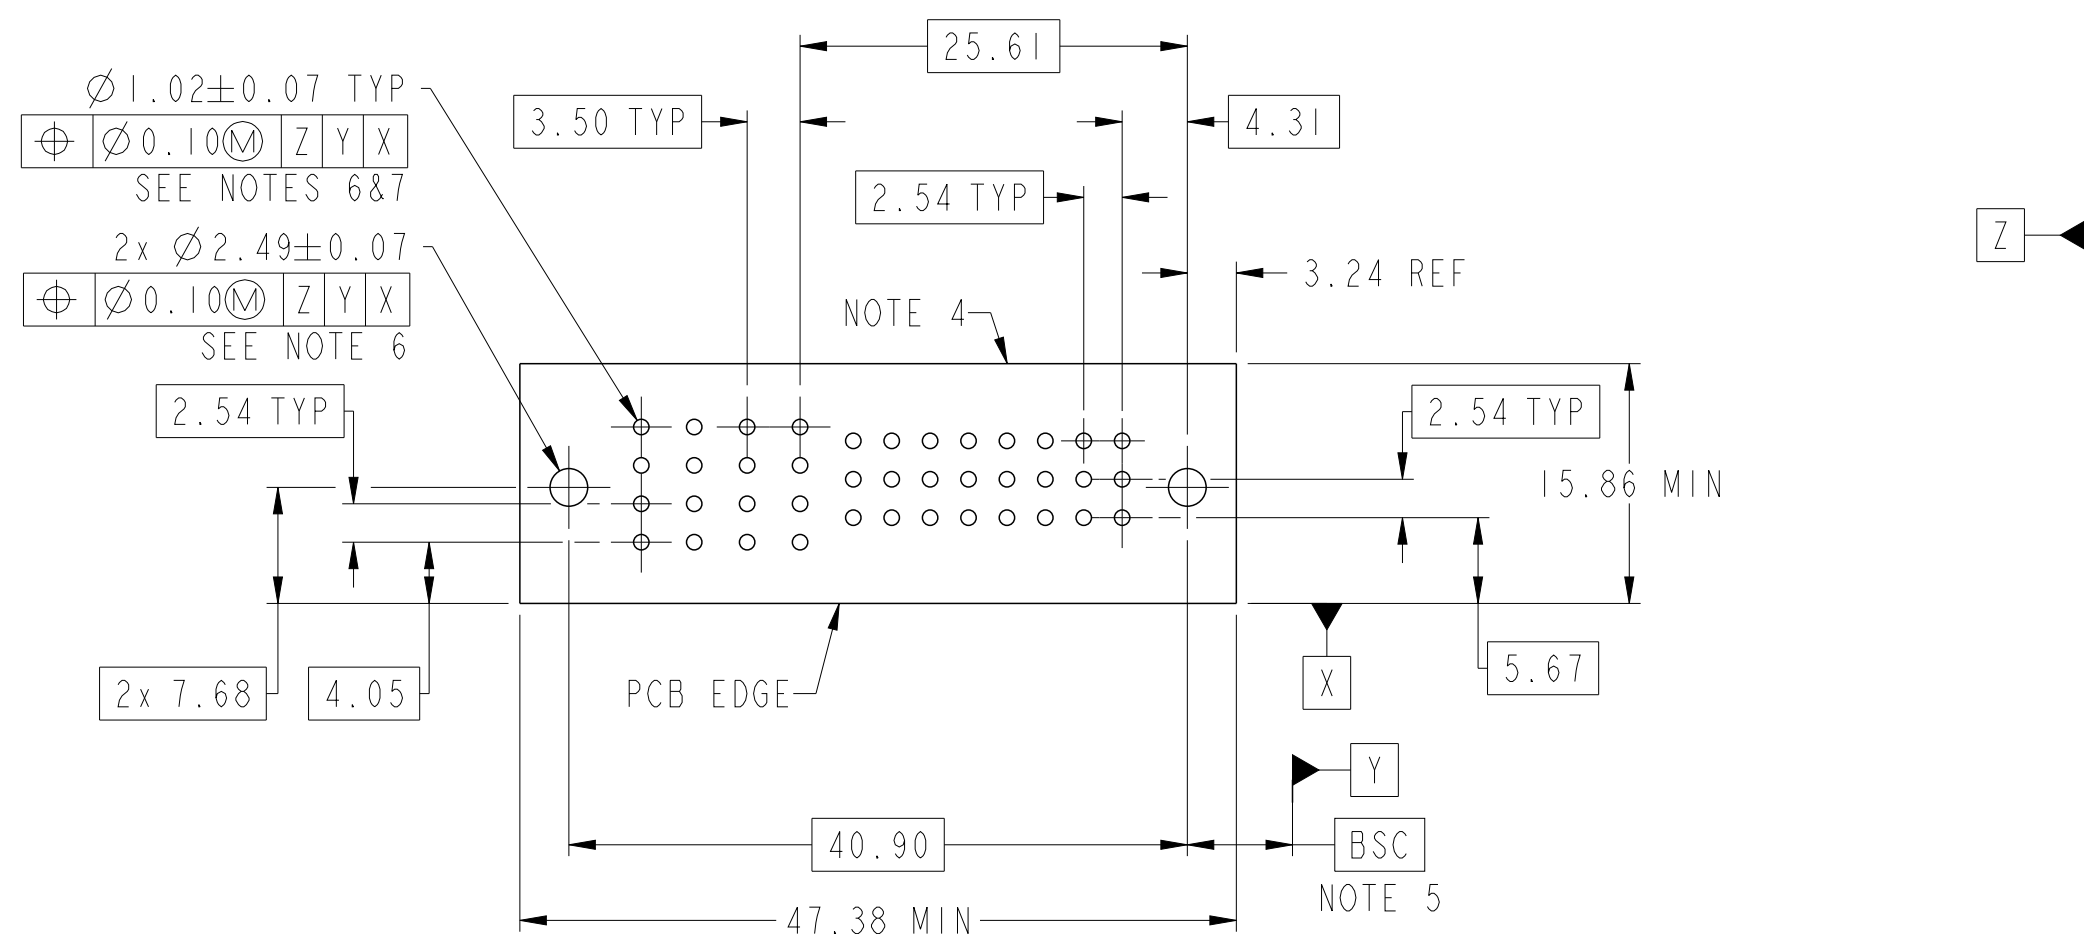 25.61
Ø1.02±0.07 TYP
⌖ Ø0.10Ⓜ Z Y X
SEE NOTES 6&7
3.50 TYP
4.31
2.54 TYP
2x Ø2.49±0.07
⌖ Ø0.10Ⓜ Z Y X
SEE NOTE 6
Z
3.24 REF
NOTE 4
2.54 TYP
2.54 TYP
15.86 MIN
2x 7.68
4.05
PCB EDGE
X
5.67
Y
40.90
BSC
NOTE 5
47.38 MIN